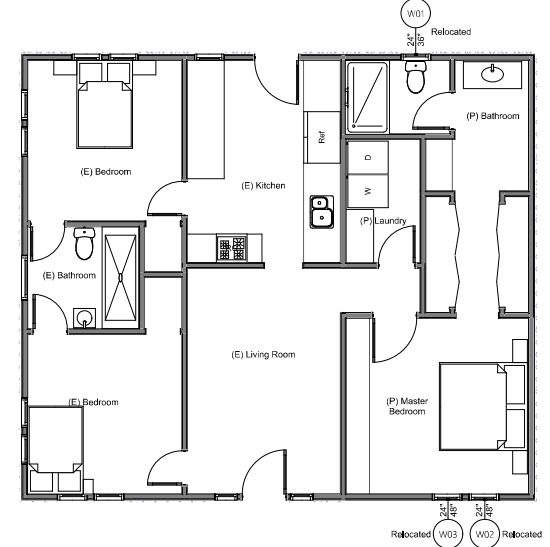 W01
24"
36"
Relocated
(P) Bathroom
Ref
D
(E) Bedroom
(E) Kitchen
W
(P) Laundry
(E) Bathroom
(E) Living Room
(E) Bedroom
(P) Master
Bedroom
24"
48"
24"
48"
Relocated W03 W02 Relocated